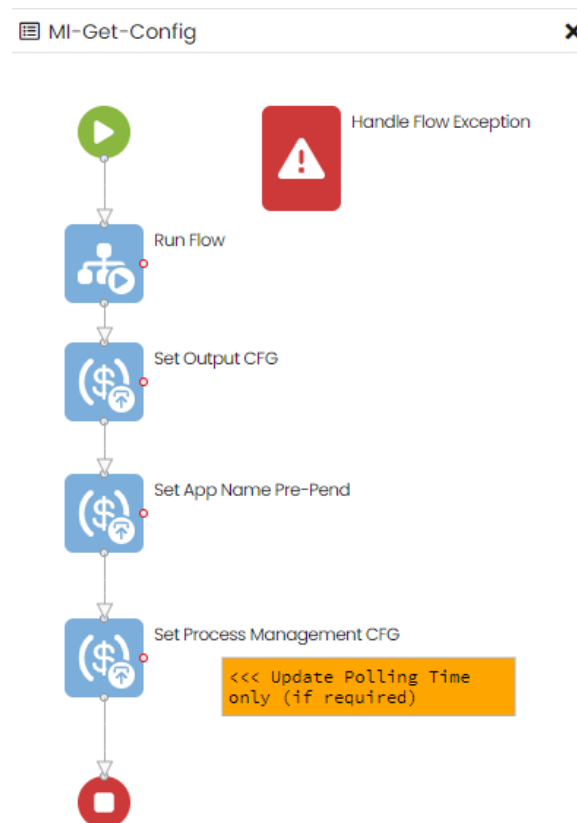 MI-Get-Config
Handle Flow Exception
Run Flow
Set Output CFG
Set App Name Pre-Pend
Set Process Management CFG
<<< Update Polling Time
only (if required)